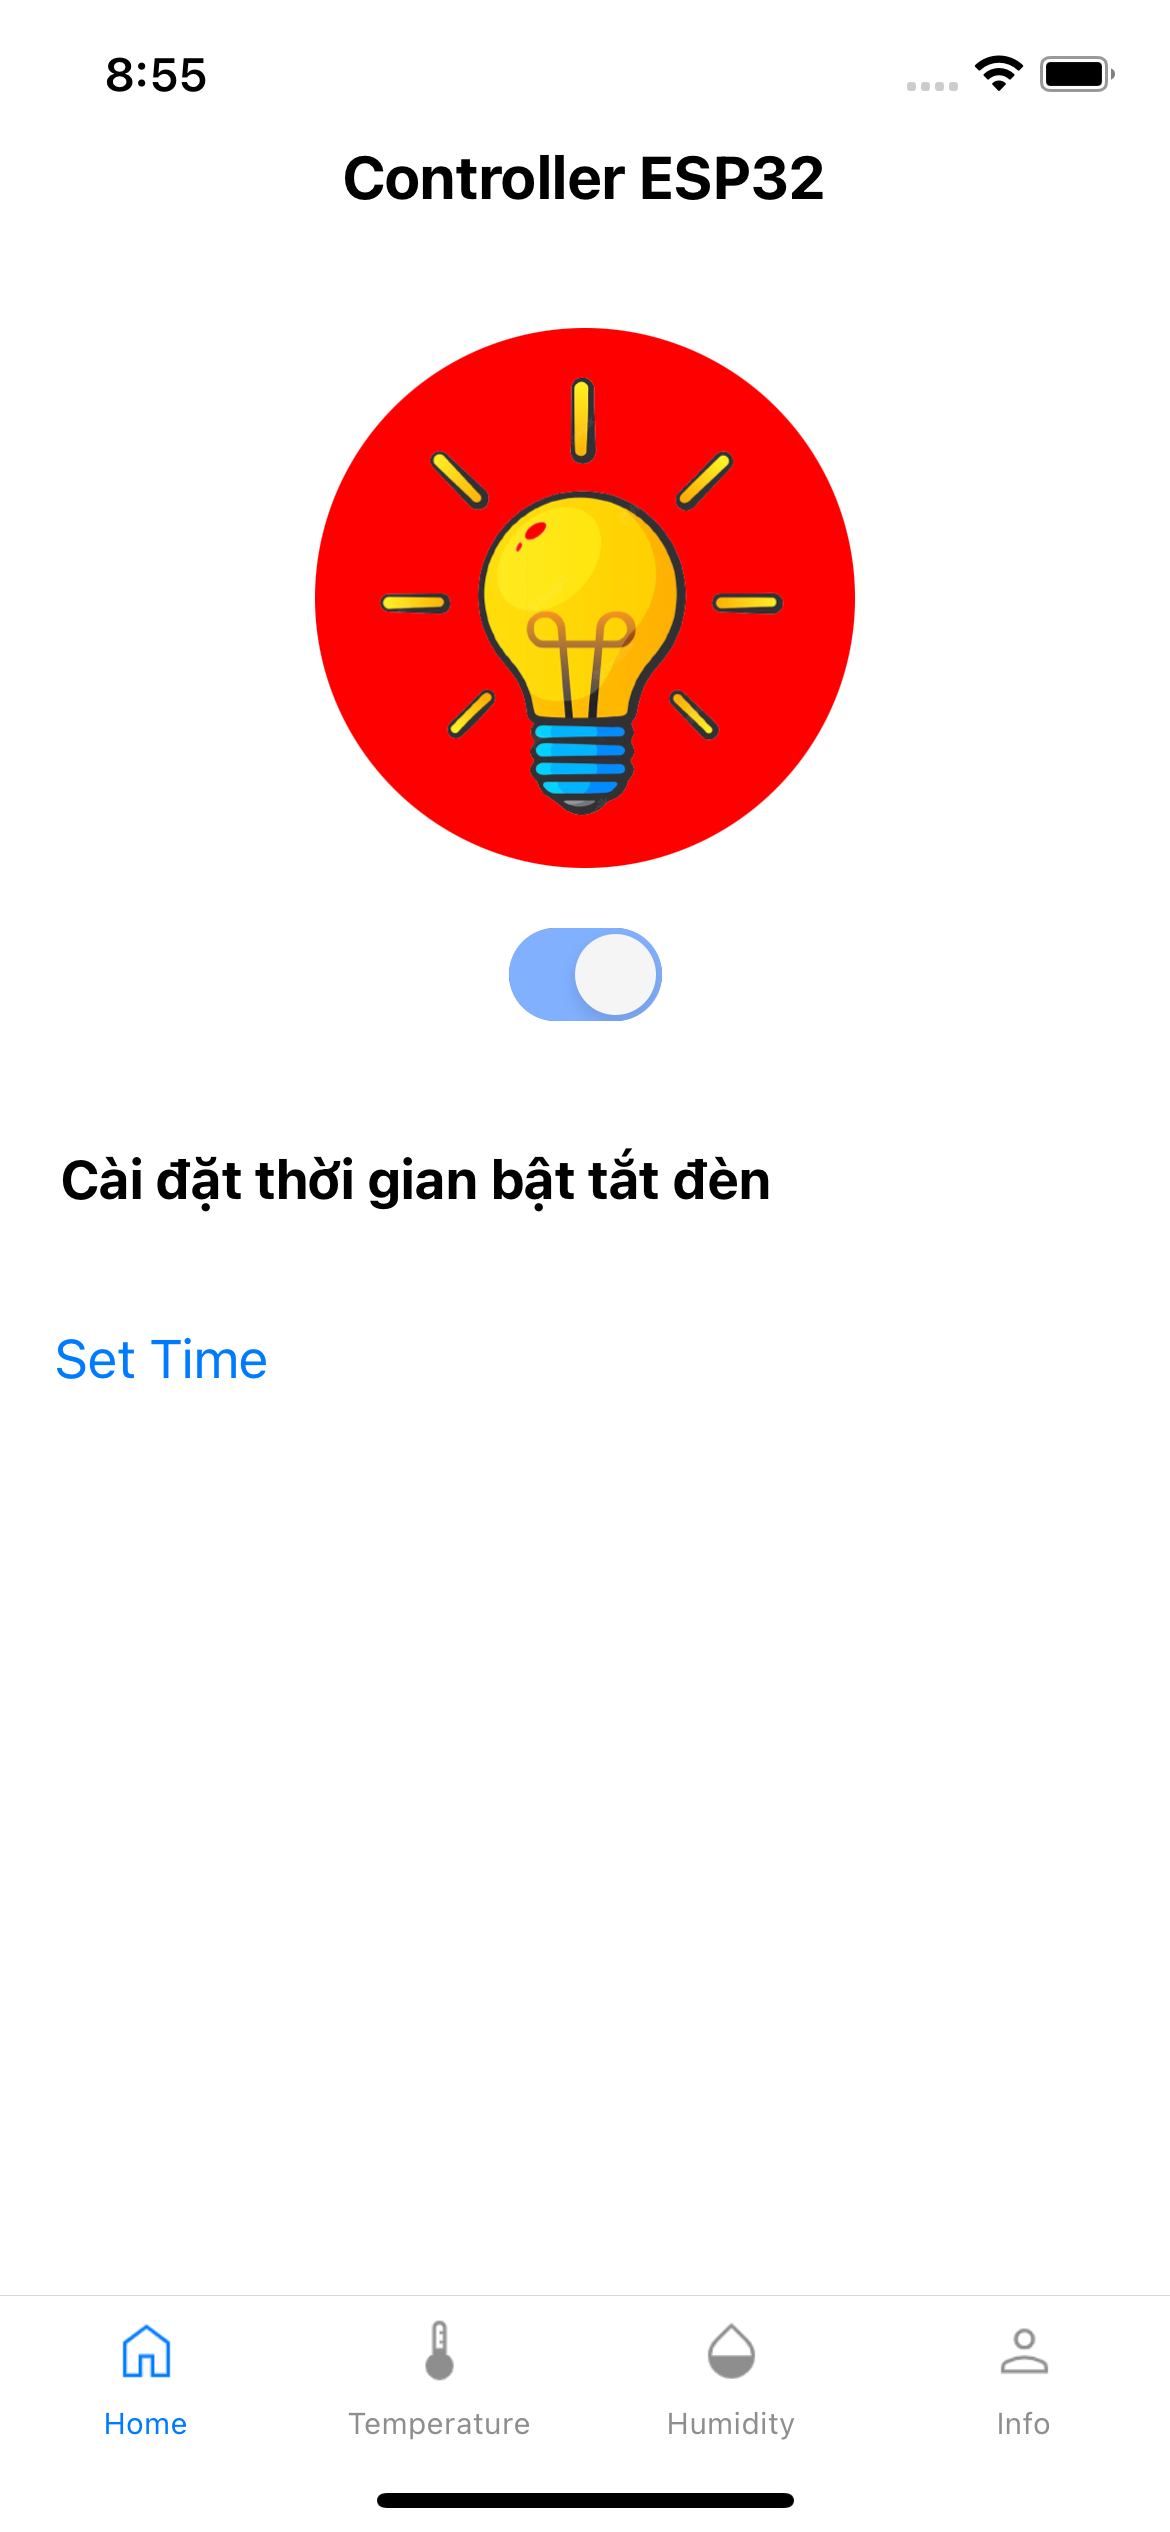 8:55
Controller ESP32
Cài đặt thời gian bật tắt đèn
Set Time
Home
Temperature
Humidity
Info